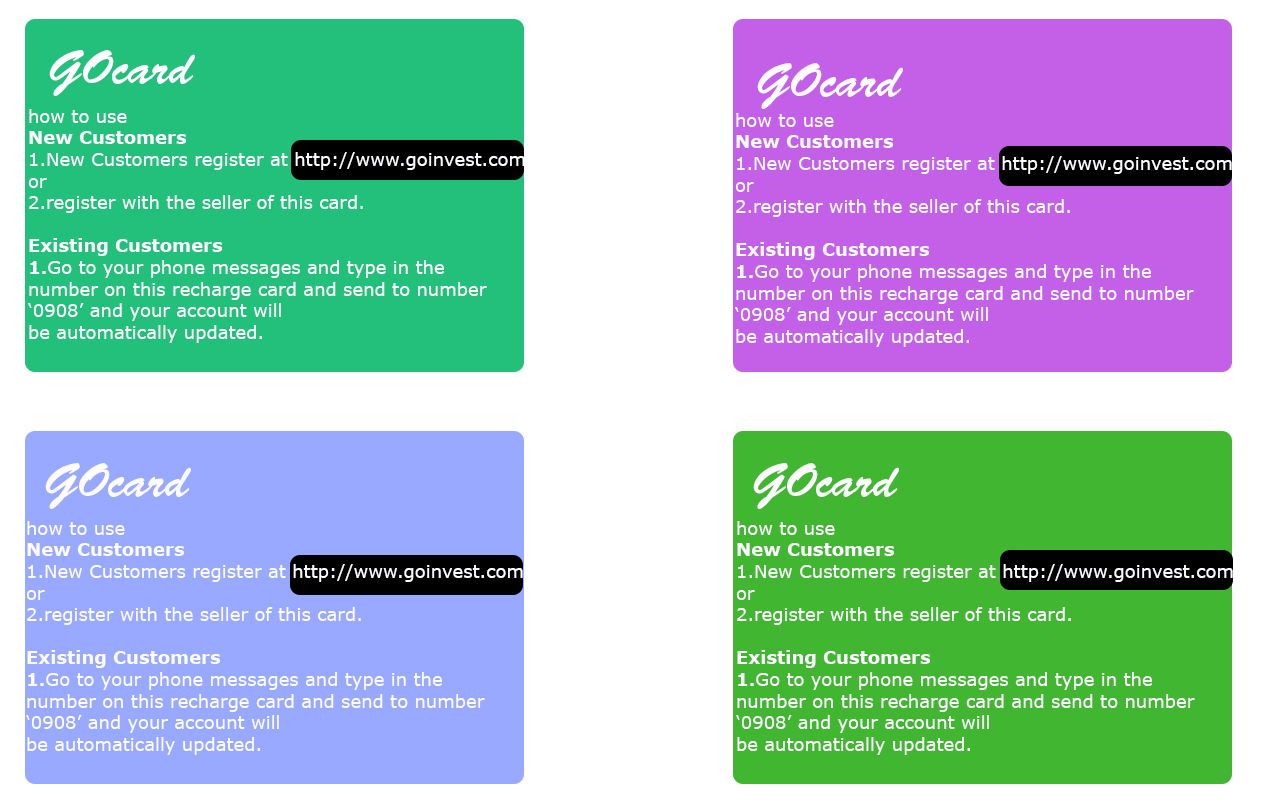 GOcard
how to use
New Customers
1.New Customers register at http://www.goinvest.com
or
2.register with the seller of this card.
Existing Customers
1.Go to your phone messages and type in the
number on this recharge card and send to number
‘0908’ and your account will
be automatically updated.
GOcard
how to use
New Customers
1.New Customers register at http://www.goinvest.com
or
2.register with the seller of this card.
Existing Customers
1.Go to your phone messages and type in the
number on this recharge card and send to number
‘0908’ and your account will
be automatically updated.
GOcard
how to use
New Customers
1.New Customers register at http://www.goinvest.com
or
2.register with the seller of this card.
Existing Customers
1.Go to your phone messages and type in the
number on this recharge card and send to number
‘0908’ and your account will
be automatically updated.
GOcard
how to use
New Customers
1.New Customers register at http://www.goinvest.com
or
2.register with the seller of this card.
Existing Customers
1.Go to your phone messages and type in the
number on this recharge card and send to number
‘0908’ and your account will
be automatically updated.